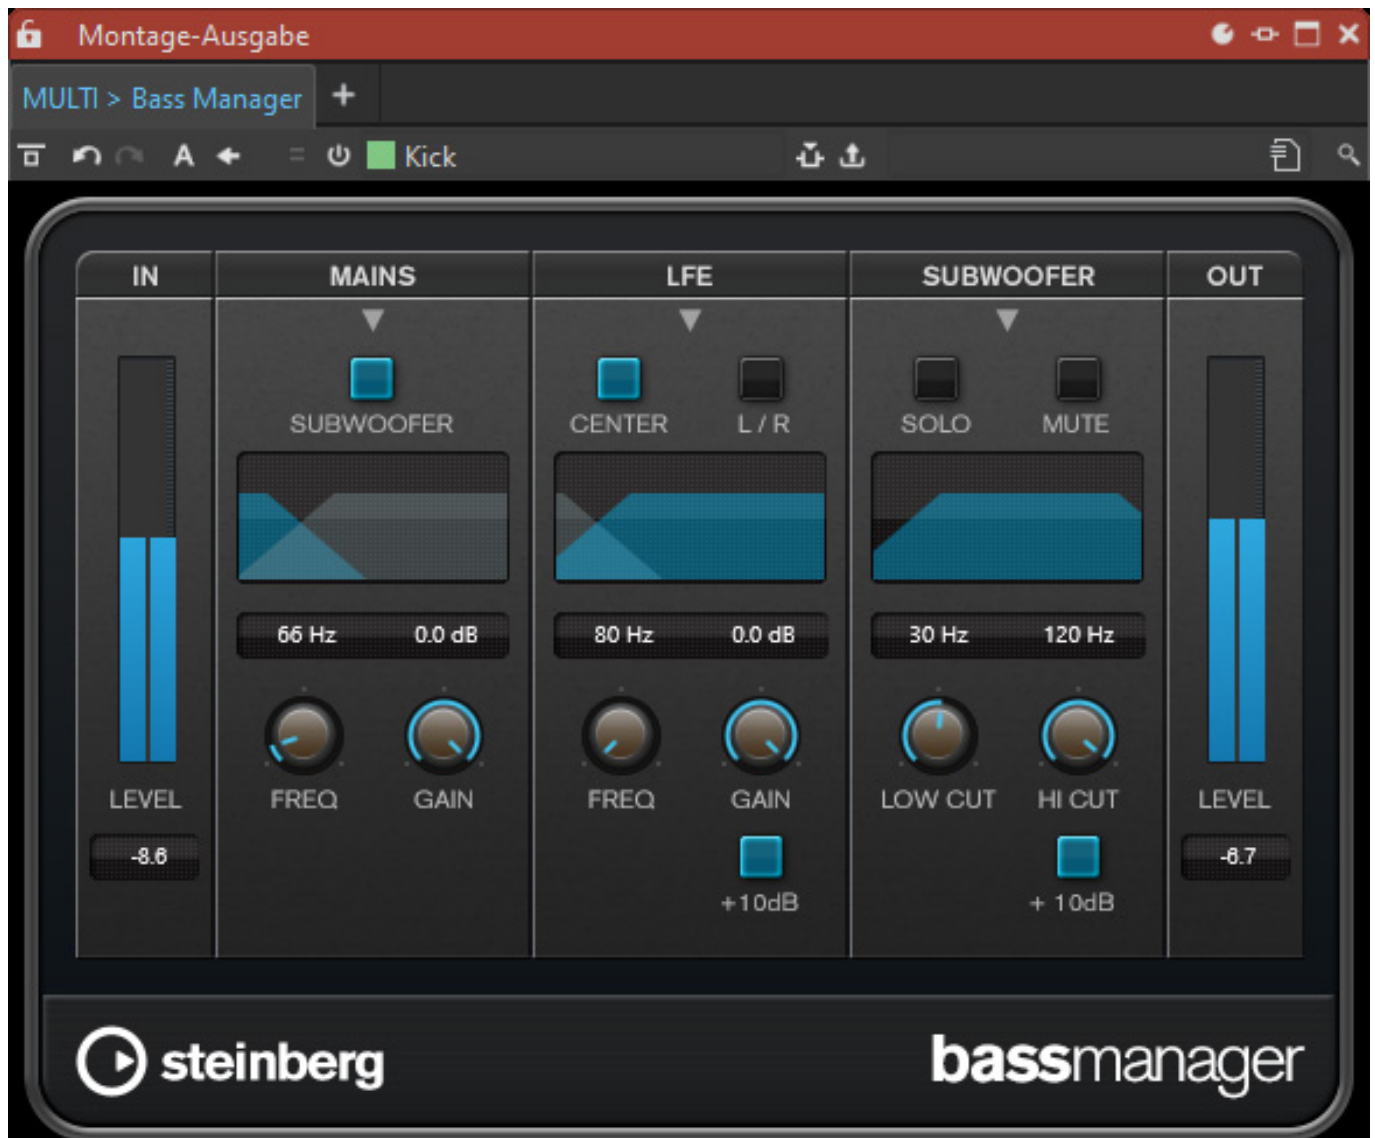 Montage-Ausgabe
MULTI > Bass Manager +
A = Kick
IN MAINS LFE SUBWOOFER OUT
SUBWOOFER CENTER L / R SOLO MUTE
66 Hz 0.0 dB 80 Hz 0.0 dB 30 Hz 120 Hz
LEVEL FREQ GAIN FREQ GAIN LOW CUT HI CUT LEVEL
-8.6 -6.7
+10dB + 10dB
steinberg bassmanager